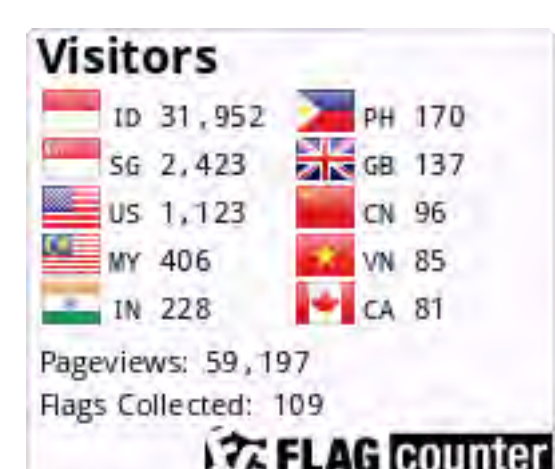 Visitors
ID 31,952
SG 2,423
US 1,123
MY 406
IN 228
PH 170
GB 137
CN 96
VN 85
CA 81
Pageviews: 59,197
Flags Collected: 109
FLAG counter